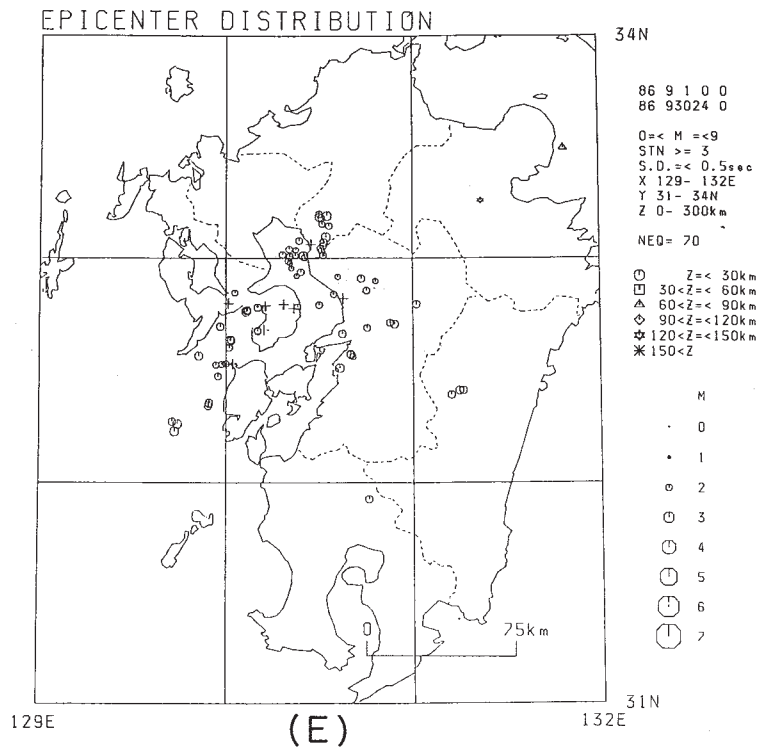 EPICENTER DISTRIBUTION
34N
86 9 1 0 0
86 93024 0
0=< M =<9
STN >= 3
S.D.=< 0.5sec
X 129- 132E
Y 31- 34N
Z 0- 300km
NEQ= 70
Z=< 30km
30<Z=< 60km
60<Z=< 90km
90<Z=<120km
120<Z=<150km
150<Z
M
0
1
2
3
4
5
6
7
0 75km
31N
129E 132E
(E)